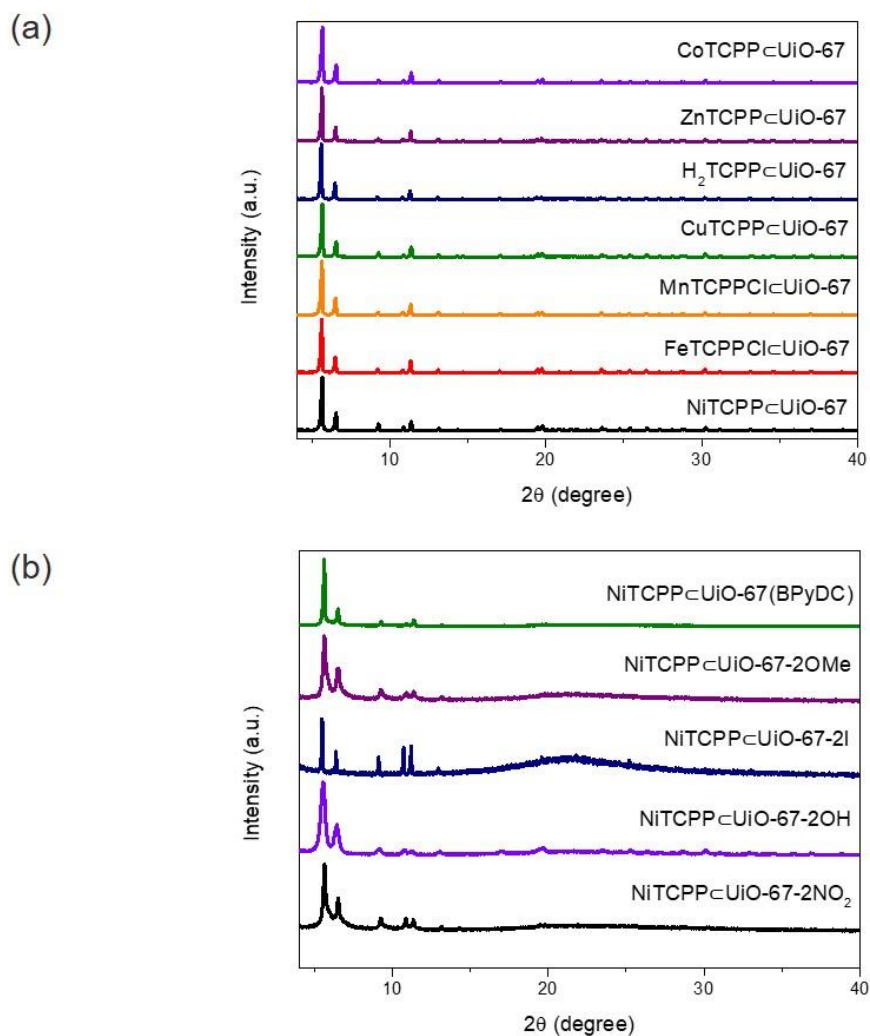 (a)
CoTCPP⊂UiO-67
ZnTCPP⊂UiO-67
H₂TCPP⊂UiO-67
CuTCPP⊂UiO-67
MnTCPPCl⊂UiO-67
FeTCPPCl⊂UiO-67
NiTCPP⊂UiO-67
Intensity (a.u.)
10 20 30 40
2θ (degree)
(b)
NiTCPP⊂UiO-67(BPyDC)
NiTCPP⊂UiO-67-2OMe
NiTCPP⊂UiO-67-2I
NiTCPP⊂UiO-67-2OH
NiTCPP⊂UiO-67-2NO₂
Intensity (a.u.)
10 20 30 40
2θ (degree)